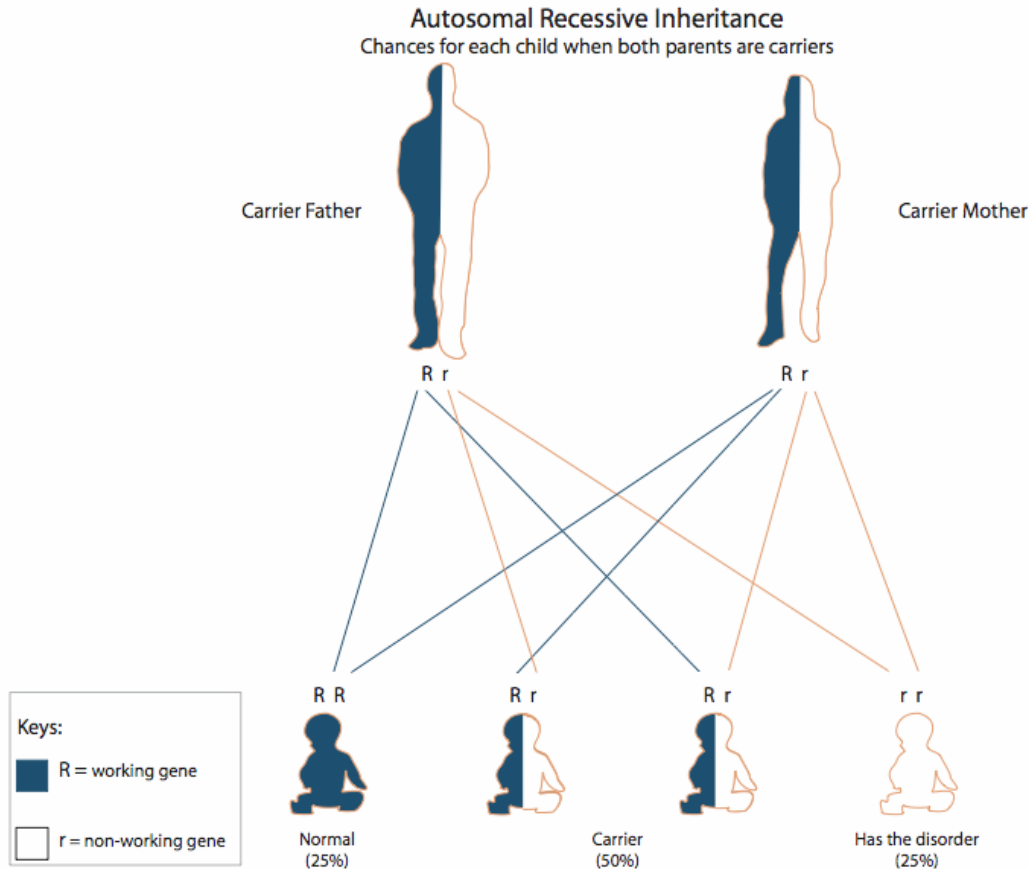 Autosomal Recessive Inheritance
Chances for each child when both parents are carriers
Carrier Father
Carrier Mother
R r
R r
R R
R r
R r
r r
Keys:
R = working gene
r = non-working gene
Normal
(25%)
Carrier
(50%)
Has the disorder
(25%)